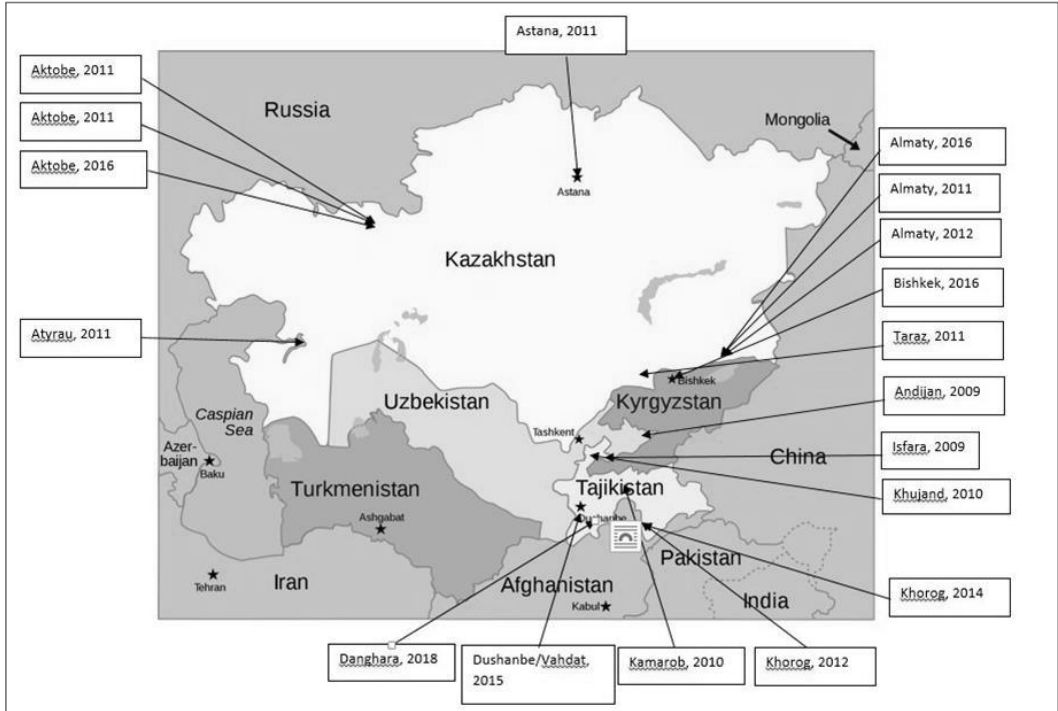 Astana, 2011
Aktobe, 2011
Aktobe, 2011
Aktobe, 2016
Atyrau, 2011
Russia
Mongolia
Astana
Kazakhstan
Almaty, 2016
Almaty, 2011
Almaty, 2012
Bishkek, 2016
Taraz, 2011
Andijan, 2009
Isfara, 2009
Khujand, 2010
Khorog, 2014
Caspian
Sea
Azer-
baijan
Baku
Uzbekistan
Tashkent
Bishkek
Kyrgyzstan
China
Turkmenistan
Ashgabat
Tajikistan
Dushanbe
Tehran
Iran
Afghanistan
Kabul
Pakistan
India
Danghara, 2018
Dushanbe/Vahdat,
2015
Kamarob, 2010
Khorog, 2012